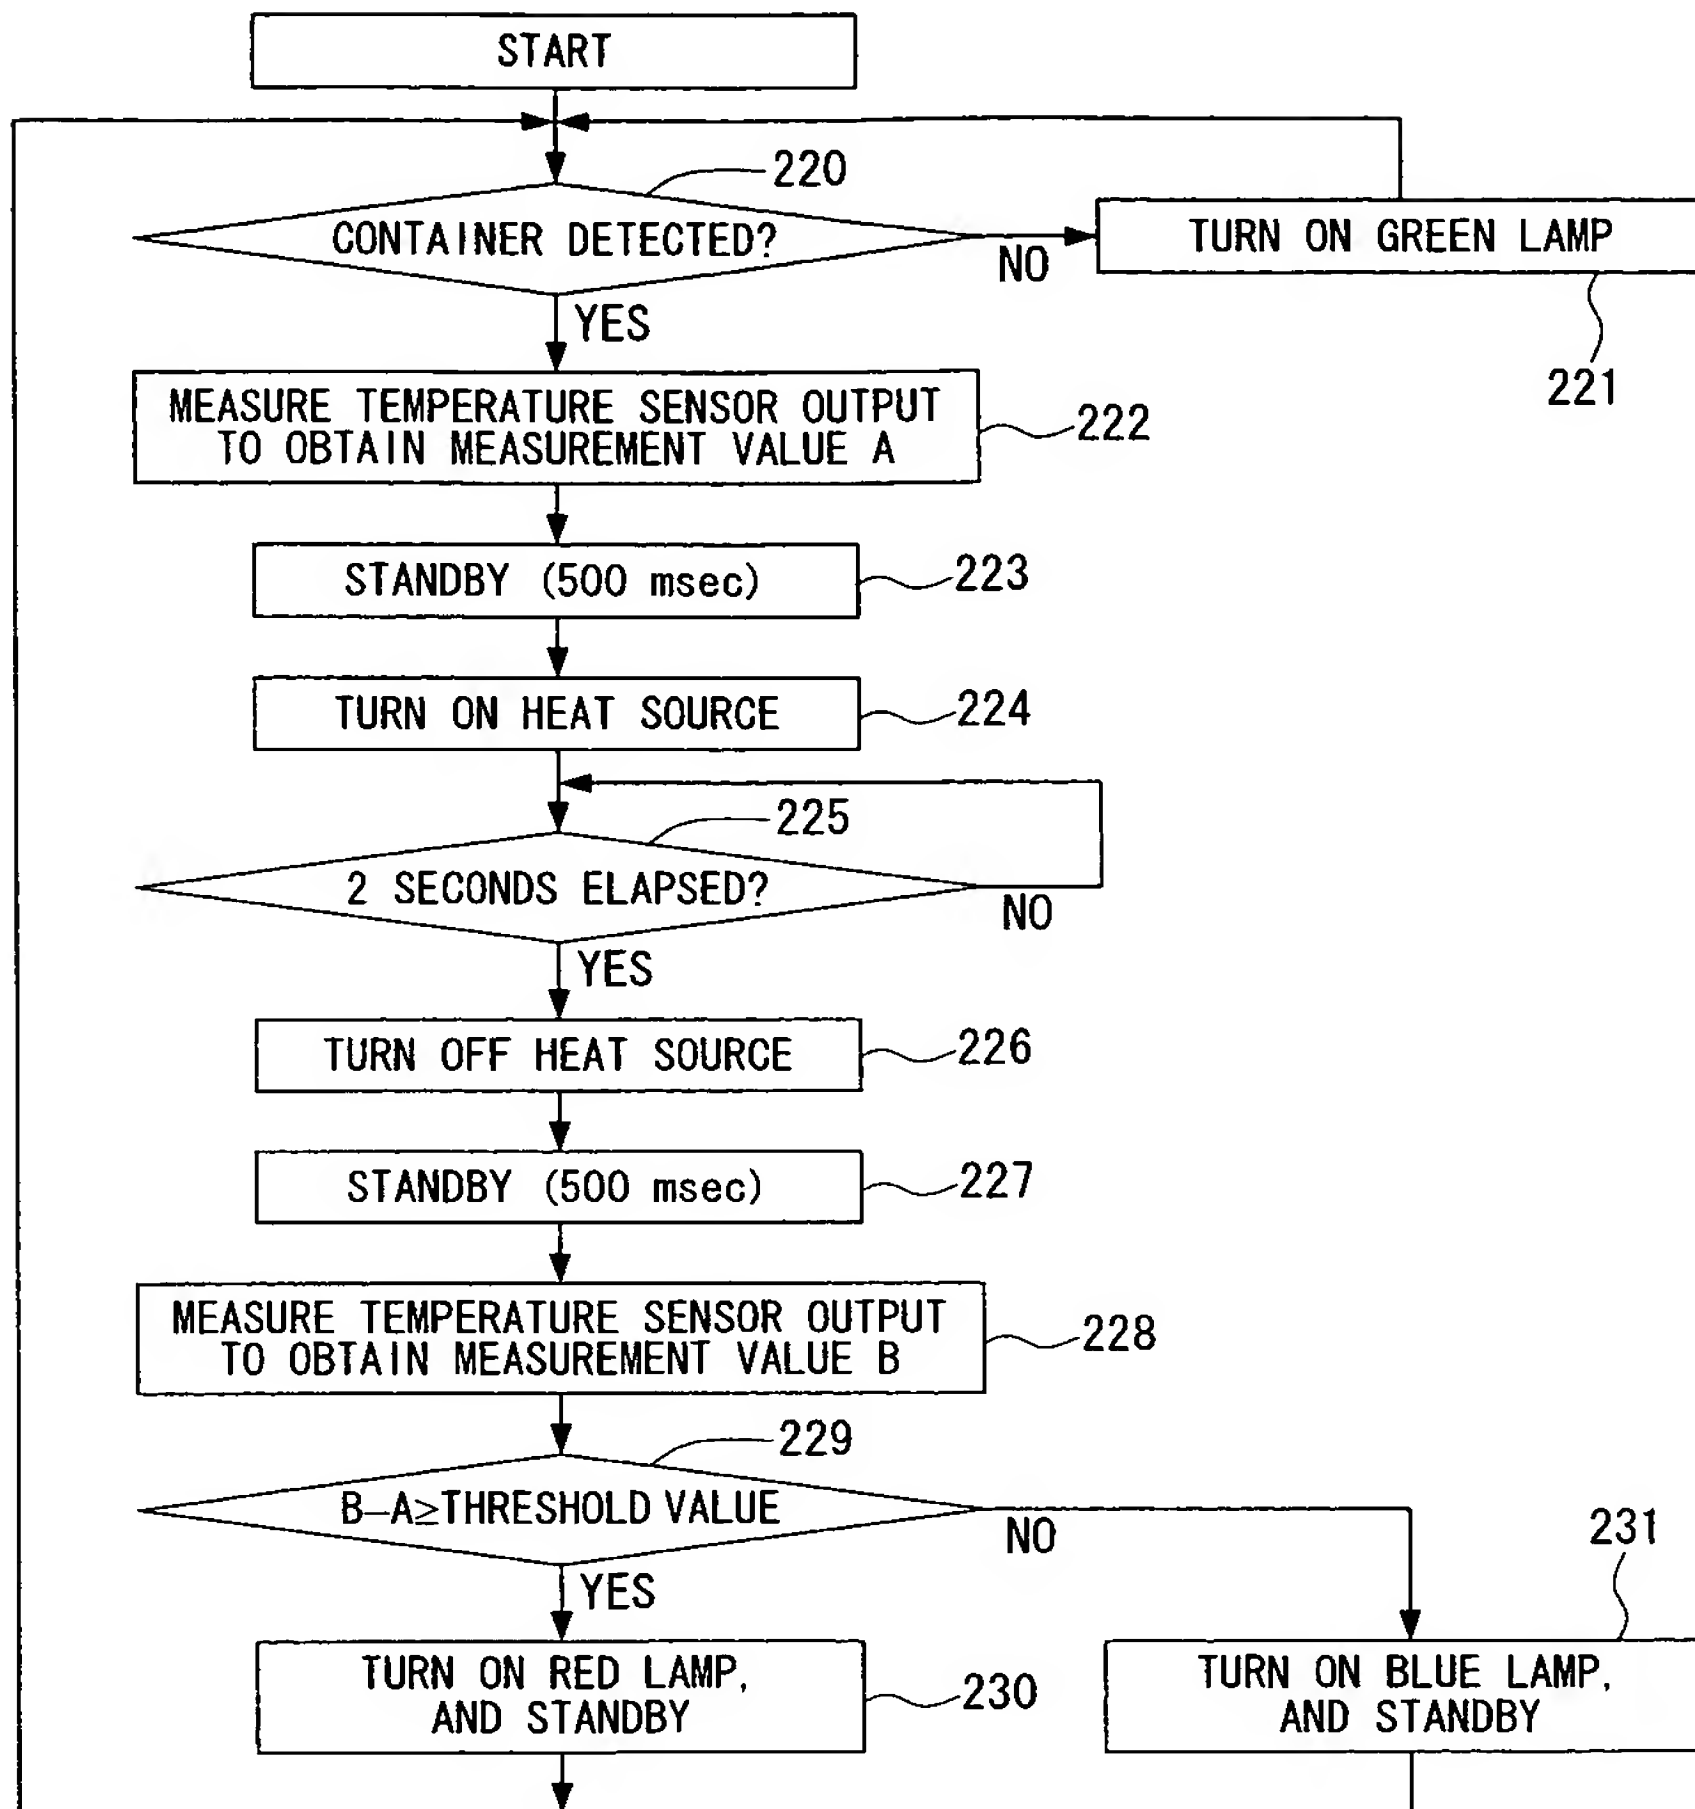 START
220
CONTAINER DETECTED?
NO
TURN ON GREEN LAMP
221
YES
MEASURE TEMPERATURE SENSOR OUTPUT
TO OBTAIN MEASUREMENT VALUE A
222
STANDBY (500 msec)
223
TURN ON HEAT SOURCE
224
225
2 SECONDS ELAPSED?
NO
YES
TURN OFF HEAT SOURCE
226
STANDBY (500 msec)
227
MEASURE TEMPERATURE SENSOR OUTPUT
TO OBTAIN MEASUREMENT VALUE B
228
229
B–A≥THRESHOLD VALUE
NO
231
YES
TURN ON RED LAMP,
AND STANDBY
230
TURN ON BLUE LAMP,
AND STANDBY